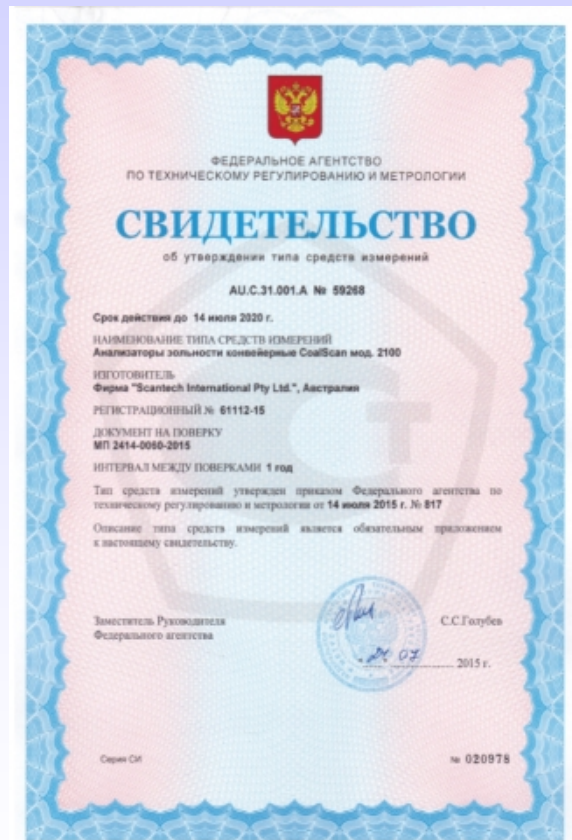 ФЕДЕРАЛЬНОЕ АГЕНТСТВО
ПО ТЕХНИЧЕСКОМУ РЕГУЛИРОВАНИЮ И МЕТРОЛОГИИ
СВИДЕТЕЛЬСТВО
об утверждении типа средств измерений
AU.C.31.001.A № 59268
Срок действия до 14 июля 2020 г.
НАИМЕНОВАНИЕ ТИПА СРЕДСТВ ИЗМЕРЕНИЙ
Анализаторы зольности конвейерные CoalScan мод. 2100
ИЗГОТОВИТЕЛЬ
Фирма "Scantech International Pty Ltd.", Австралия
РЕГИСТРАЦИОННЫЙ № 61112-15
ДОКУМЕНТ НА ПОВЕРКУ
МП 2414-0060-2015
ИНТЕРВАЛ МЕЖДУ ПОВЕРКАМИ 1 год
Тип средств измерений утвержден приказом Федерального агентства по
техническому регулированию и метрологии от 14 июля 2015 г. № 817
Описание типа средств измерений является обязательным приложением
к настоящему свидетельству.
Заместитель Руководителя
Федерального агентства
С.С.Голубев
07
2015 г.
Серия СИ
№ 020978